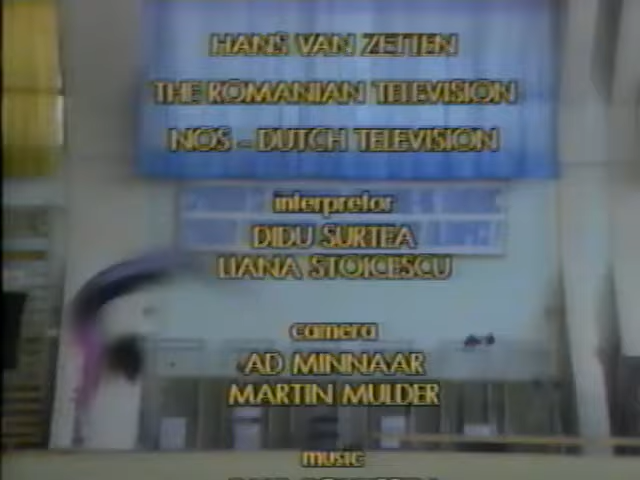 HANS VAN ZETTEN
THE ROMANIAN TELEVISION
NOS - DUTCH TELEVISION
interpretor
DIDU SURTEA
LIANA STOICESCU
camera
AD MINNAAR
MARTIN MULDER
music